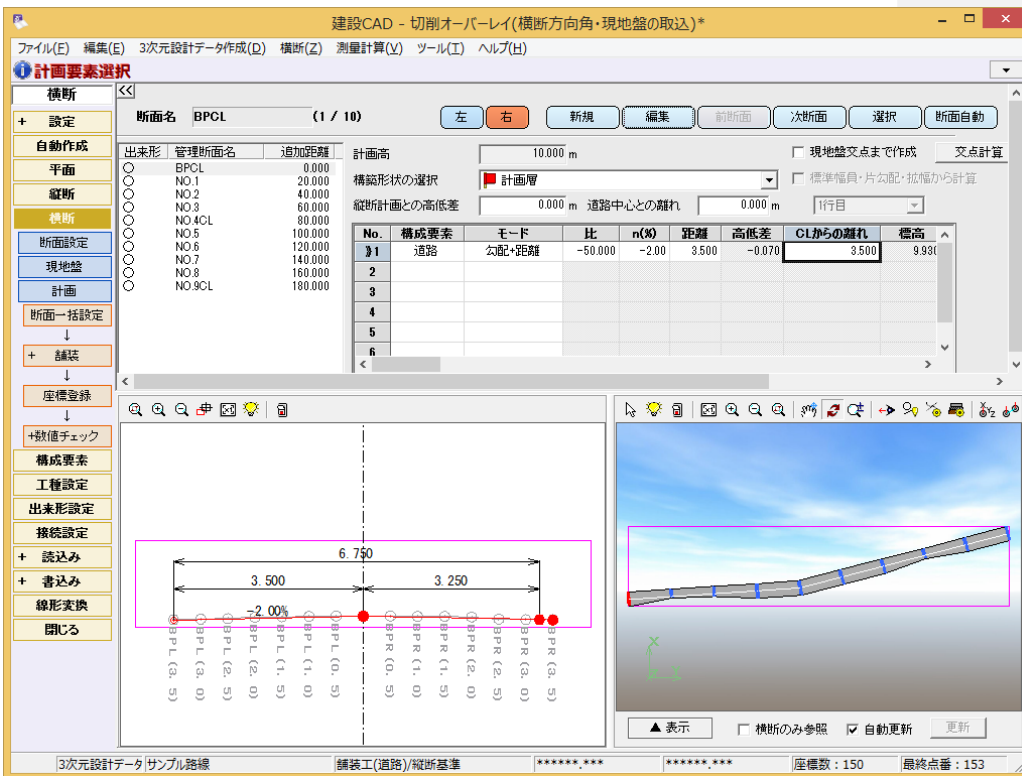 建設CAD - 切削オーバーレイ(横断方向角・現地盤の取込)*
ファイル(F) 編集(E) 3次元設計データ作成(D) 横断(Z) 測量計算(V) ツール(T) ヘルプ(H)
計画要素選択
横断
+ 設定
自動作成
平面
縦断
横断
断面設定
現地盤
計画
断面一括設定
↓
+ 舗装
↓
座標登録
↓
+数値チェック
構成要素
工種設定
出来形設定
接続設定
+ 読込み
+ 書込み
線形変換
閉じる
断面名 BPCL (1 / 10) 左 右 新規 編集 前断面 次断面 選択 断面自動
出来形 管理断面名 追加距離
BPCL 0.000
NO.1 20.000
NO.2 40.000
NO.3 60.000
NO.4CL 80.000
NO.5 100.000
NO.6 120.000
NO.7 140.000
NO.8 160.000
NO.9CL 180.000
計画高 10.000 m 現地盤交点まで作成 交点計算
構築形状の選択 計画層 標準幅員・片勾配・拡幅から計算
縦断計画との高低差 0.000 m 道路中心との離れ 0.000 m 1行目
No. 構成要素 モード 比 n(%) 距離 高低差 CLからの離れ 標高
1 道路 勾配+距離 -50.000 -2.00 3.500 -0.070 3.500 9.930
2
3
4
5
6
6.750
3.500 3.250
-2.00%
BPL(3.5) BPL(3.0) BPL(2.5) BPL(2.0) BPL(1.5) BPL(1.0) BPL(0.5) BPR(0.5) BPR(1.0) BPR(1.5) BPR(2.0) BPR(2.5) BPR(3.0) BPR(3.5)
X
▲ 表示 横断のみ参照 自動更新 更新
3次元設計データ サンプル路線 舗装工(道路)/縦断基準 ******.*** ******.*** 座標数:150 最終点番:153